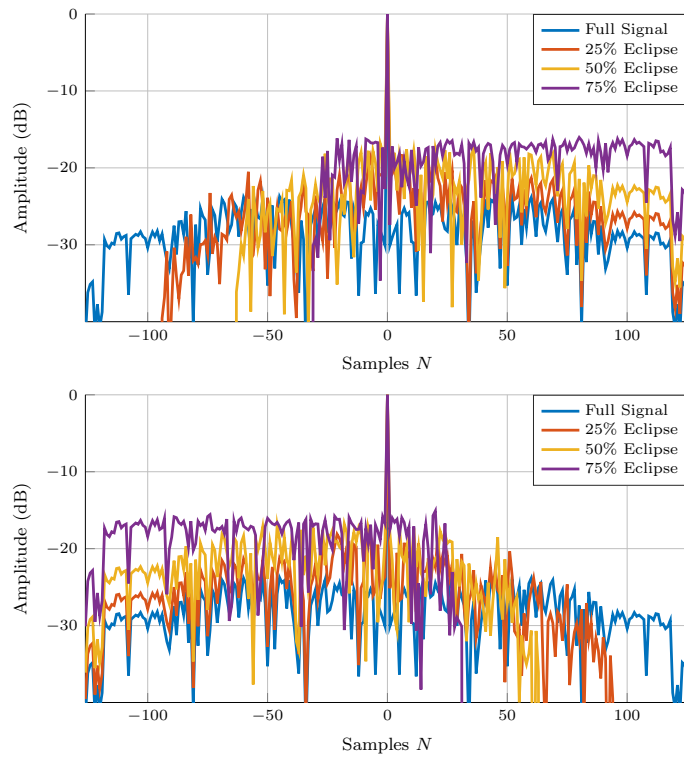 0
−10
−20
−30
Amplitude (dB)
−100
−50
0
50
100
Samples N
Full Signal
25% Eclipse
50% Eclipse
75% Eclipse
0
−10
−20
−30
Amplitude (dB)
−100
−50
0
50
100
Samples N
Full Signal
25% Eclipse
50% Eclipse
75% Eclipse